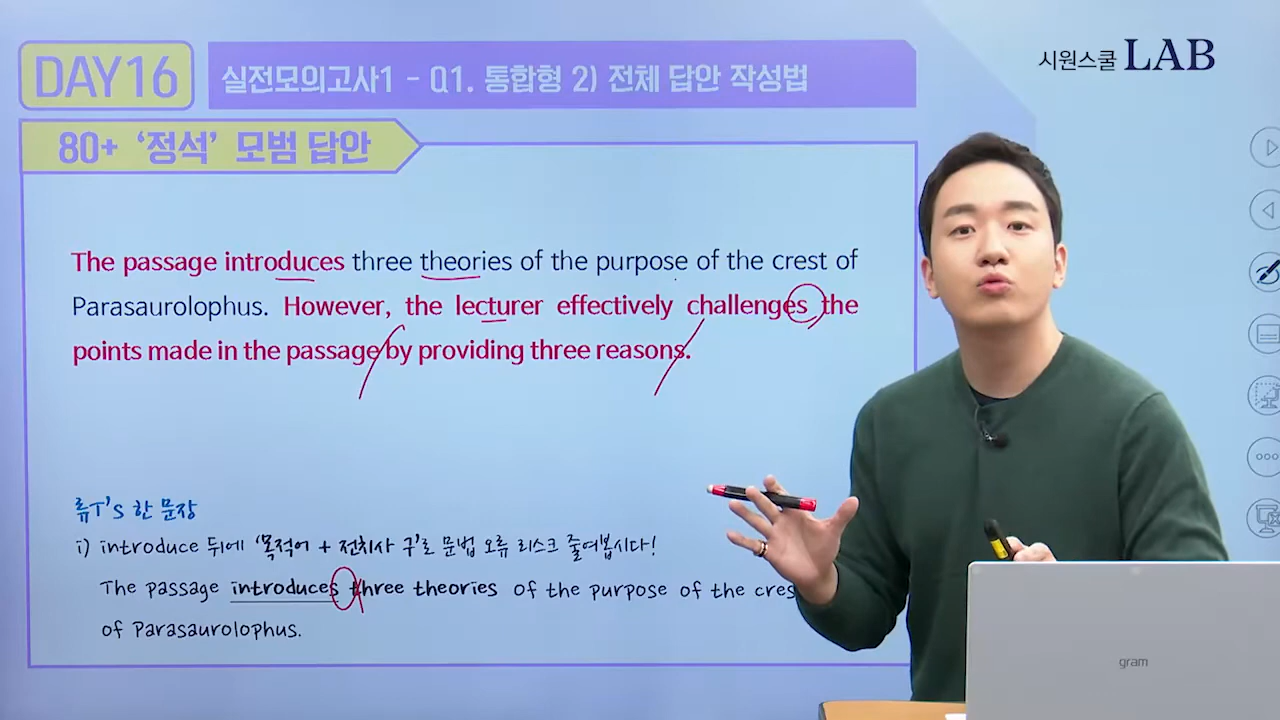 시원스쿨 LAB
DAY16
실전모의고사1 - Q1. 통합형 2) 전체 답안 작성법
80+ ‘정석’ 모범 답안
The passage introduces three theories of the purpose of the crest of
Parasaurolophus. However, the lecturer effectively challenges the
points made in the passage by providing three reasons.
류T's 한 문장
i) introduce 뒤에 ‘목적어 + 전치사 구’로 문법 오류 리스크 줄여봅시다!
The passage introduces three theories of the purpose of the cres
of Parasaurolophus.
gram